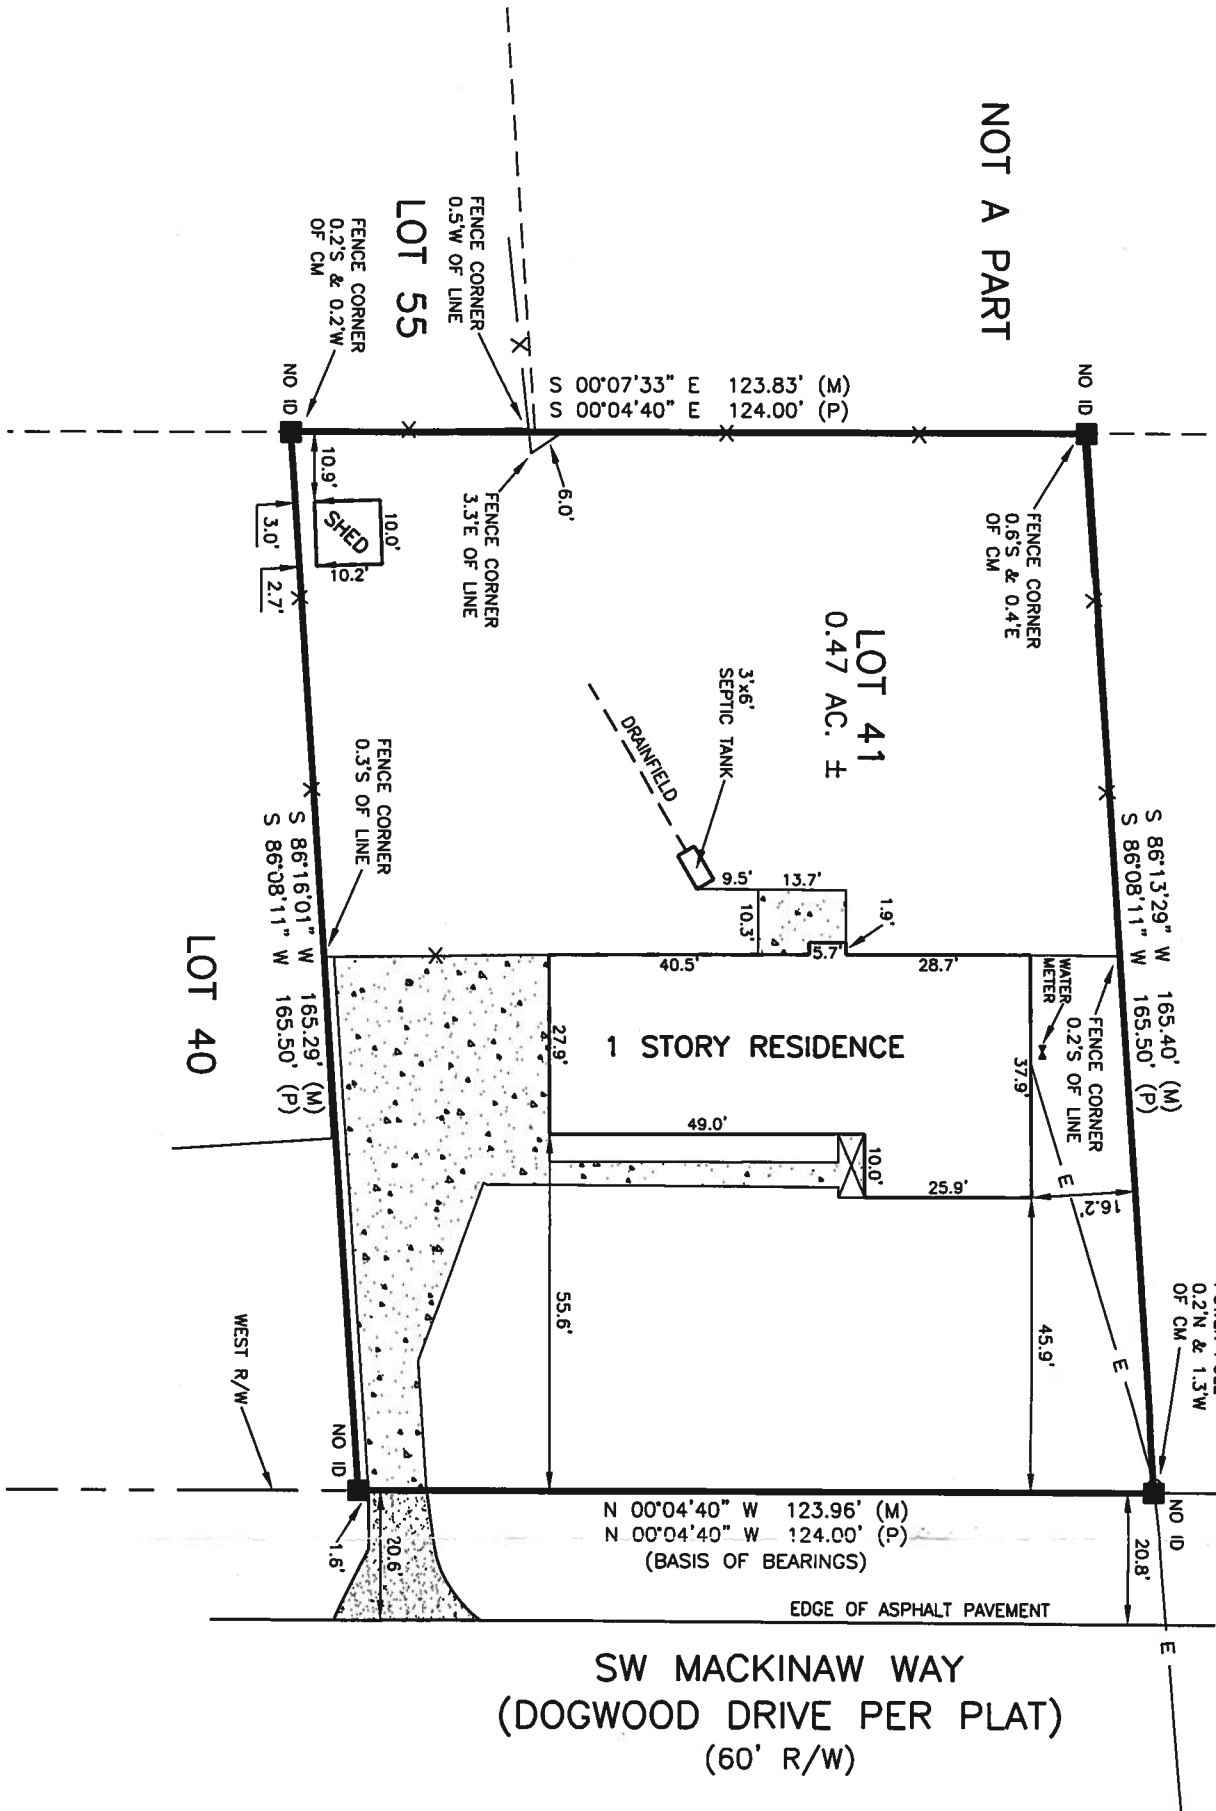 NOT A PART
LOT 55
FENCE CORNER
0.5'W OF LINE
FENCE CORNER
0.2'S & 0.2'W
OF CM
NO ID
NO ID
S 00°07'33" E 123.83' (M)
S 00°04'40" E 124.00' (P)
6.0'
FENCE CORNER
3.3'E OF LINE
FENCE CORNER
0.6'S & 0.4'E
OF CM
10.9'
SHED
10.0'
10.2'
3.0'
2.7'
LOT 41
0.47 AC. ±
3'x6'
SEPTIC TANK
DRAINFIELD
FENCE CORNER
0.3'S OF LINE
S 86°16'01" W 165.29' (M)
S 86°08'11" W 165.50' (P)
LOT 40
S 86°13'29" W 165.40' (M)
S 86°08'11" W 165.50' (P)
9.5'
13.7'
10.3'
1.9'
5.7'
40.5'
28.7'
WATER
METER
FENCE CORNER
0.2'S OF LINE
1 STORY RESIDENCE
27.9'
37.9'
49.0'
10.0'
25.9'
16.2'
E
E
55.6'
45.9'
0.2'N & 1.3'W
OF CM
WEST R/W
NO ID
NO ID
N 00°04'40" W 123.96' (M)
N 00°04'40" W 124.00' (P)
(BASIS OF BEARINGS)
1.6'
20.6'
20.8'
EDGE OF ASPHALT PAVEMENT
E
SW MACKINAW WAY
(DOGWOOD DRIVE PER PLAT)
(60' R/W)